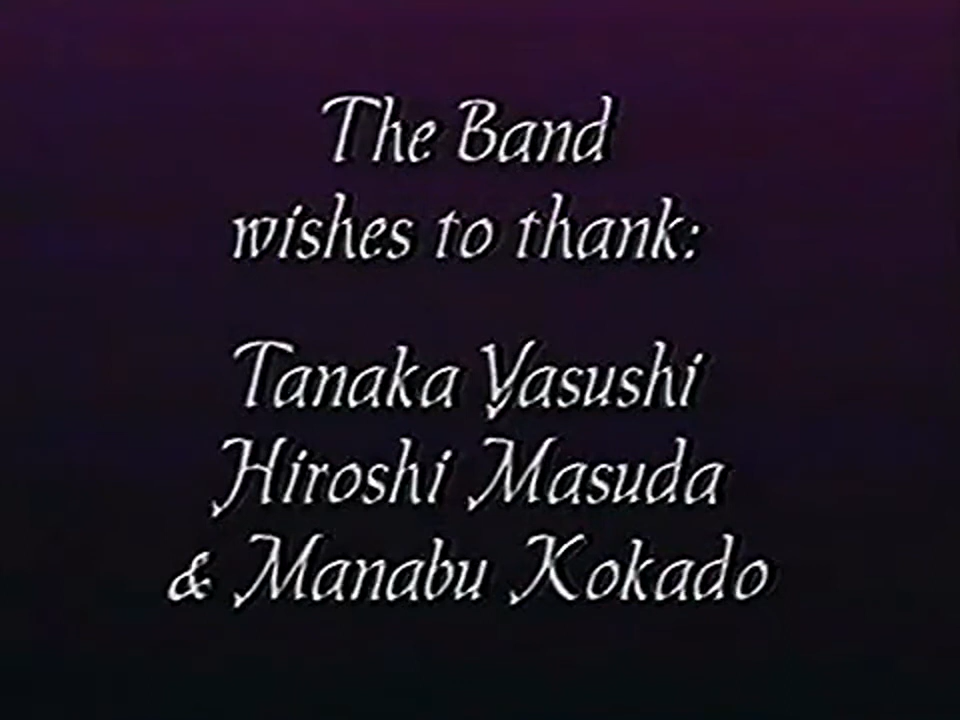 The Band
wishes to thank:
Tanaka Yasushi
Hiroshi Masuda
& Manabu Kokado